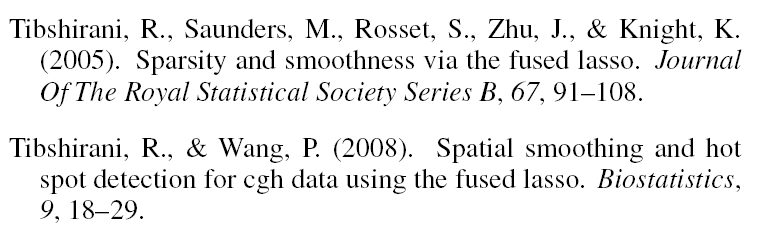 Tibshirani, R., Saunders, M., Rosset, S., Zhu, J., & Knight, K.
(2005). Sparsity and smoothness via the fused lasso. Journal
Of The Royal Statistical Society Series B, 67, 91–108.
Tibshirani, R., & Wang, P. (2008). Spatial smoothing and hot
spot detection for cgh data using the fused lasso. Biostatistics,
9, 18–29.